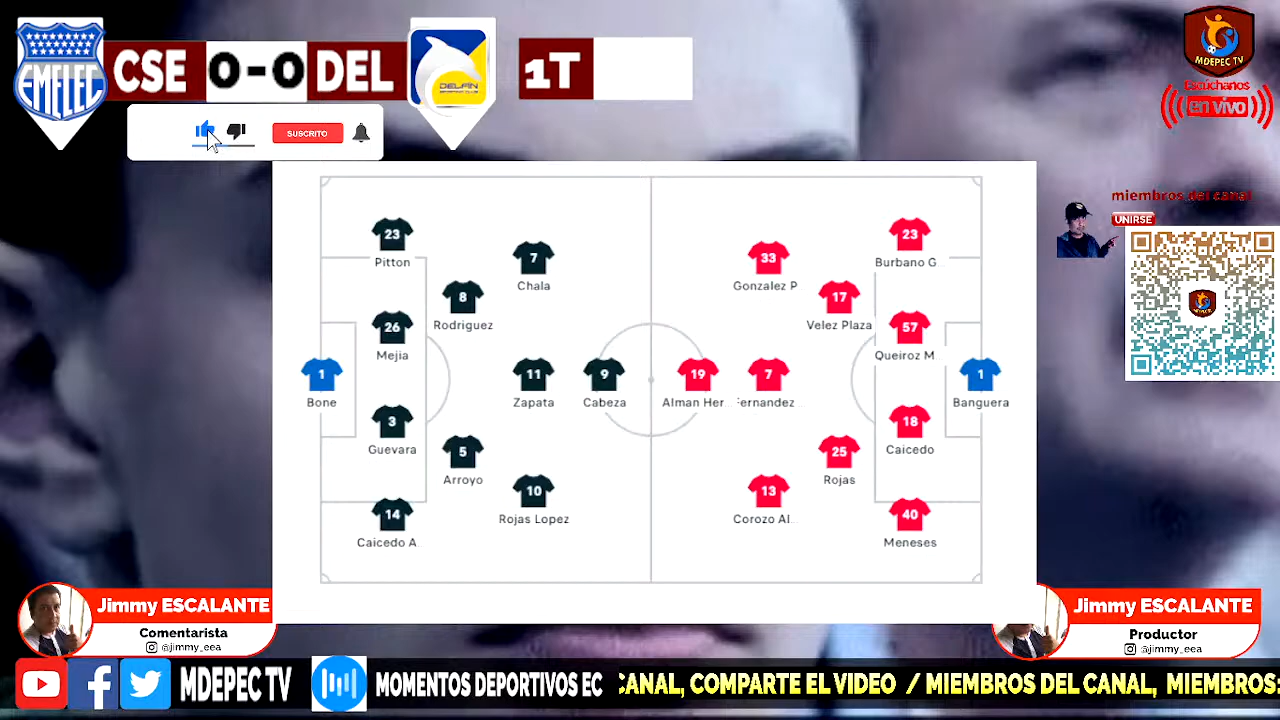 EMELEC
CSE 0-0 DEL
DELFÍN
1T
MDEPEC TV
Escúchanos
en vivo
SUSCRITO
miembros del canal
UNIRSE
23
Pitton
7
Chala
8
Rodriguez
26
Mejia
1
Bone
11
Zapata
9
Cabeza
3
Guevara
5
Arroyo
10
Rojas Lopez
14
Caicedo A.
33
Gonzalez P
23
Burbano G.
17
Velez Plaza
57
Queiroz M.
19
Alman Her...
7
Fernandez ...
1
Banguera
18
Caicedo
25
Rojas
13
Corozo Al..
40
Meneses
Jimmy ESCALANTE
Comentarista
@jimmy_eea
Jimmy ESCALANTE
Productor
@jimmy_eea
MDEPEC TV
MOMENTOS DEPORTIVOS EC
CANAL, COMPARTE EL VIDEO / MIEMBROS DEL CANAL, MIEMBROS: